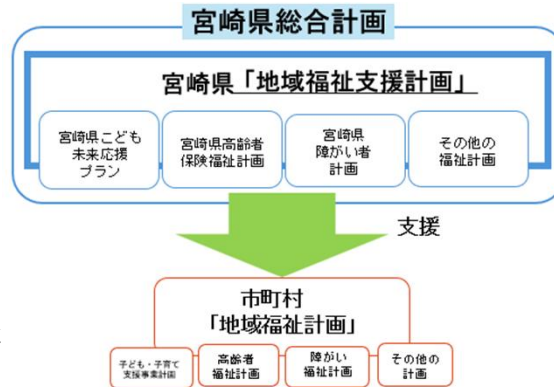 宮崎県総合計画
宮崎県「地域福祉支援計画」
宮崎県こども
未来応援
プラン
宮崎県高齢者
保険福祉計画
宮崎県
障がい者
計画
その他の
福祉計画
支援
市町村
「地域福祉計画」
子ども・子育て
支援事業計画
高齢者
福祉計画
障がい
福祉計画
その他の
計画